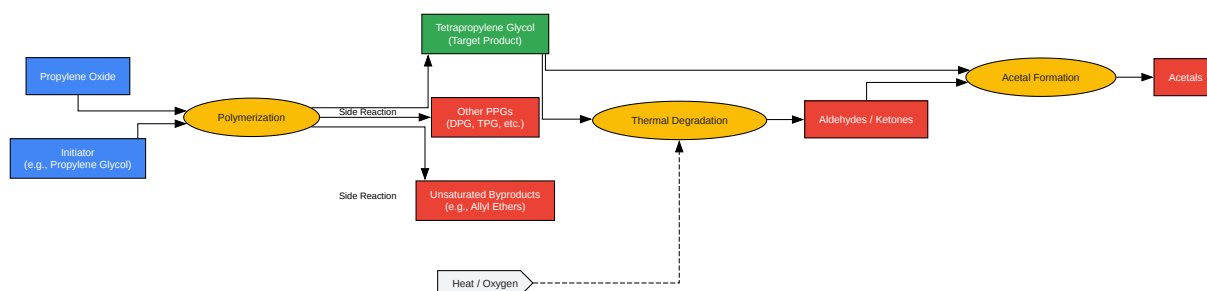 Tetrapropylene Glycol
(Target Product)
Propylene Oxide
Acetal Formation
Acetals
Side Reaction
Other PPGs
(DPG, TPG, etc.)
Polymerization
Thermal Degradation
Aldehydes / Ketones
Initiator
(e.g., Propylene Glycol)
Side Reaction
Unsaturated Byproducts
(e.g., Allyl Ethers)
Heat / Oxygen